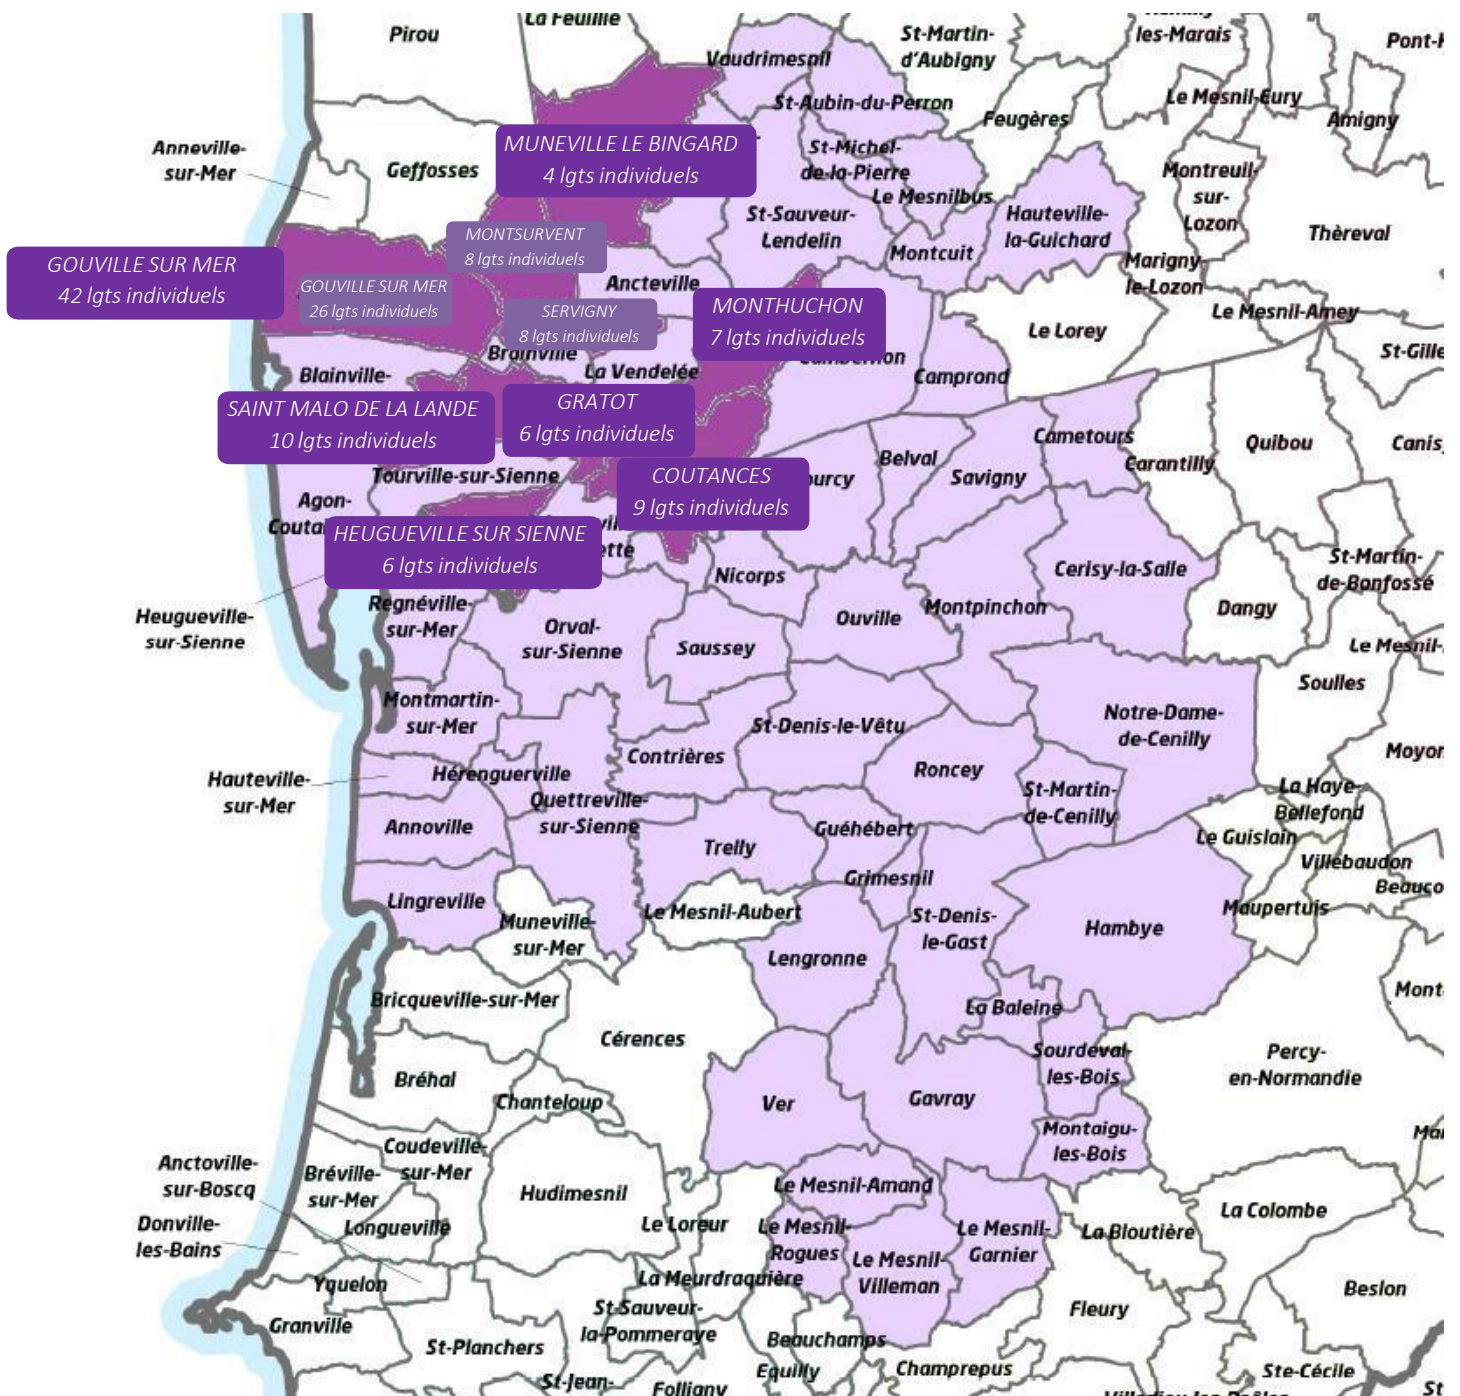 La Feuillie
Pirou
St-Martin-
d'Aubigny
les-Marais
Vaudrimesnil
St-Aubin-du-Perron
Feugères
Le Mesnil-Eury
Amigny
Anneville-
sur-Mer
Geffosses
MUNEVILLE LE BINGARD
4 lgts individuels
St-Michel-
de-la-Pierre
Le Mesnilbus
Montreuil-
sur-
Lozon
St-Sauveur-
Lendelin
Hauteville-
la-Guichard
Thèreval
Montcuit
MONTSURVENT
8 lgts individuels
GOUVILLE SUR MER
42 lgts individuels
GOUVILLE SUR MER
26 lgts individuels
Ancteville
Marigny-
le-Lozon
SERVIGNY
8 lgts individuels
MONTHUCHON
7 lgts individuels
Le Mesnil-Amey
Le Lorey
Brainville
La Vendelée
Camprond
Blainville-
SAINT MALO DE LA LANDE
10 lgts individuels
GRATOT
6 lgts individuels
Cametours
Carantilly
Quibou
Belval
Savigny
Tourville-sur-Sienne
COUTANCES
9 lgts individuels
Agon-
HEUGUEVILLE SUR SIENNE
6 lgts individuels
Nicorps
Cerisy-la-Salle
St-Martin-
de-Bonfossé
Heugueville-
sur-Sienne
Regnéville-
sur-Mer
Orval-
sur-Sienne
Saussey
Ouville
Montpinchon
Dangy
Soulles
Montmartin-
sur-Mer
St-Denis-le-Vêtu
Notre-Dame-
de-Cenilly
Contrières
Roncey
Hauteville-
sur-Mer
Hérenguerville
Quettreville-
sur-Sienne
St-Martin-
de-Cenilly
La Haye-
Bellefond
Annoville
Trelly
Guéhébert
Le Guislain
Villebaudon
Grimesnil
Lingreville
Muneville-
sur-Mer
Le Mesnil-Aubert
St-Denis-
le-Gast
Hambye
Maupertuis
Lengronne
Bricqueville-sur-Mer
La Baleine
Cérences
Sourdeval-
les-Bois
Percy-
en-Normandie
Bréhal
Chanteloup
Ver
Gavray
Montaigu-
les-Bois
Coudeville-
sur-Mer
Anctoville-
sur-Boscq
Bréville-
sur-Mer
Longueville
Hudimesnil
Le Mesnil-Amand
Donville-
les-Bains
Le Loreur
Le Mesnil-
Rogues
Le Mesnil-
Villeman
Le Mesnil-
Garnier
La Bloutière
La Colombe
Yquelon
La Meurdraquière
Beslon
Granville
St-Planchers
St-Sauveur-
la-Pommeraye
Beauchamps
Fleury
St-Jean-
Folligny
Equilly
Champrepus
Ste-Cécile